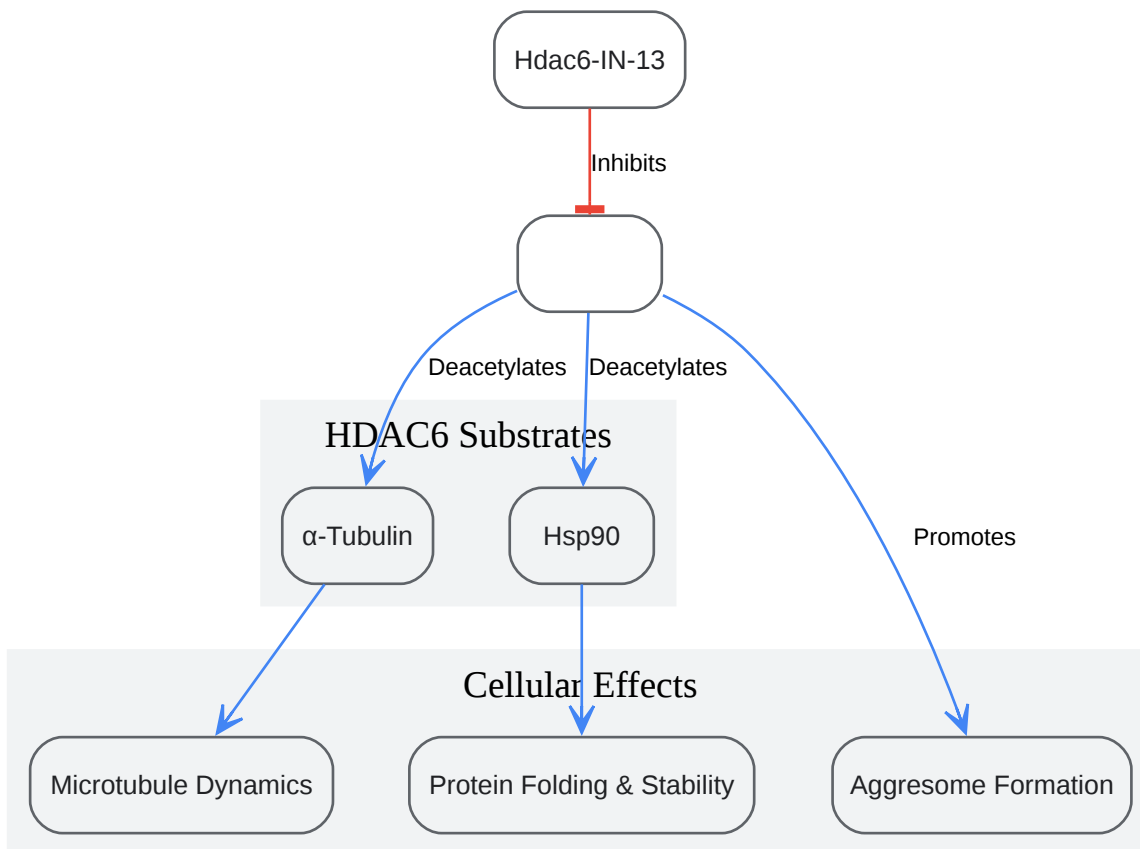 Hdac6-IN-13
Inhibits
Deacetylates
Deacetylates
HDAC6 Substrates
α-Tubulin
Hsp90
Promotes
Cellular Effects
Microtubule Dynamics
Protein Folding & Stability
Aggresome Formation